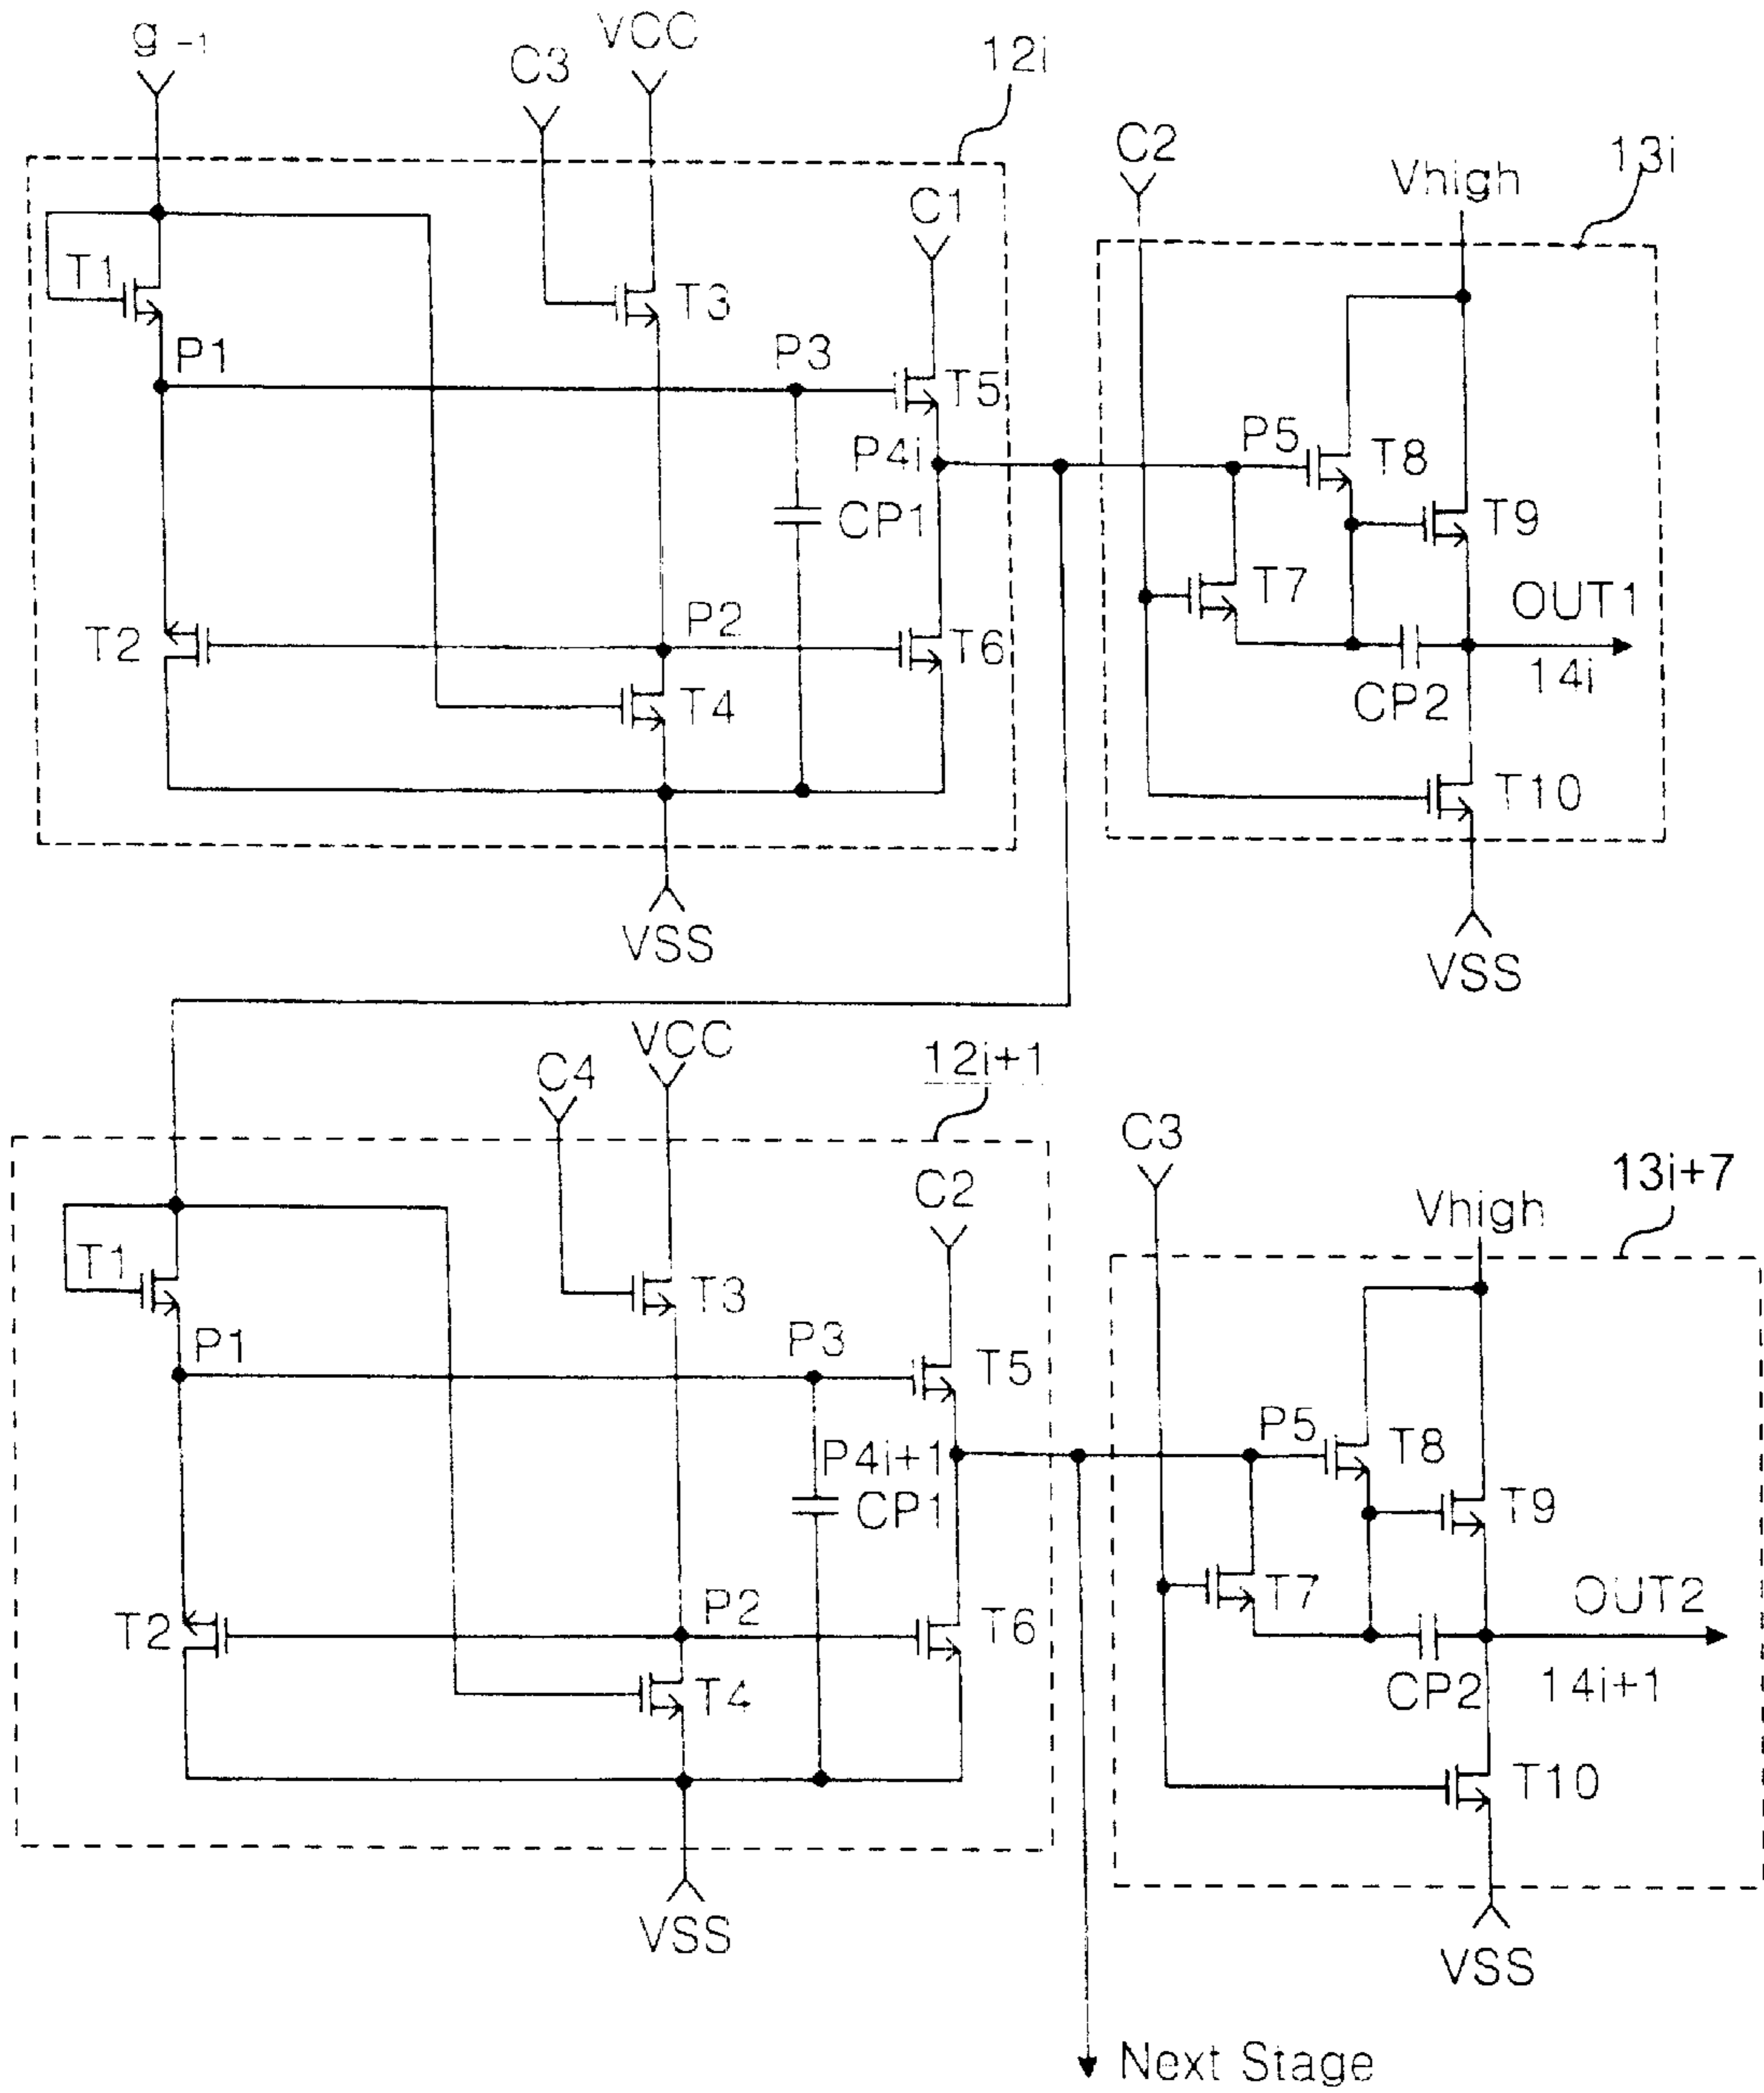 g-1
VCC
C3
12i
C2
Vhigh
13i
C1
T1
T3
P1
P3
T5
P4i
P5
T8
CP1
T9
T7
OUT1
T2
P2
T6
14i
T4
CP2
T10
VSS
VSS
VCC
C4
12i+1
C3
13i+7
C2
Vhigh
T1
T3
P1
P3
T5
P5
T8
P4i+1
CP1
T9
T7
OUT2
T2
P2
T6
14i+1
T4
CP2
T10
VSS
VSS
Next Stage